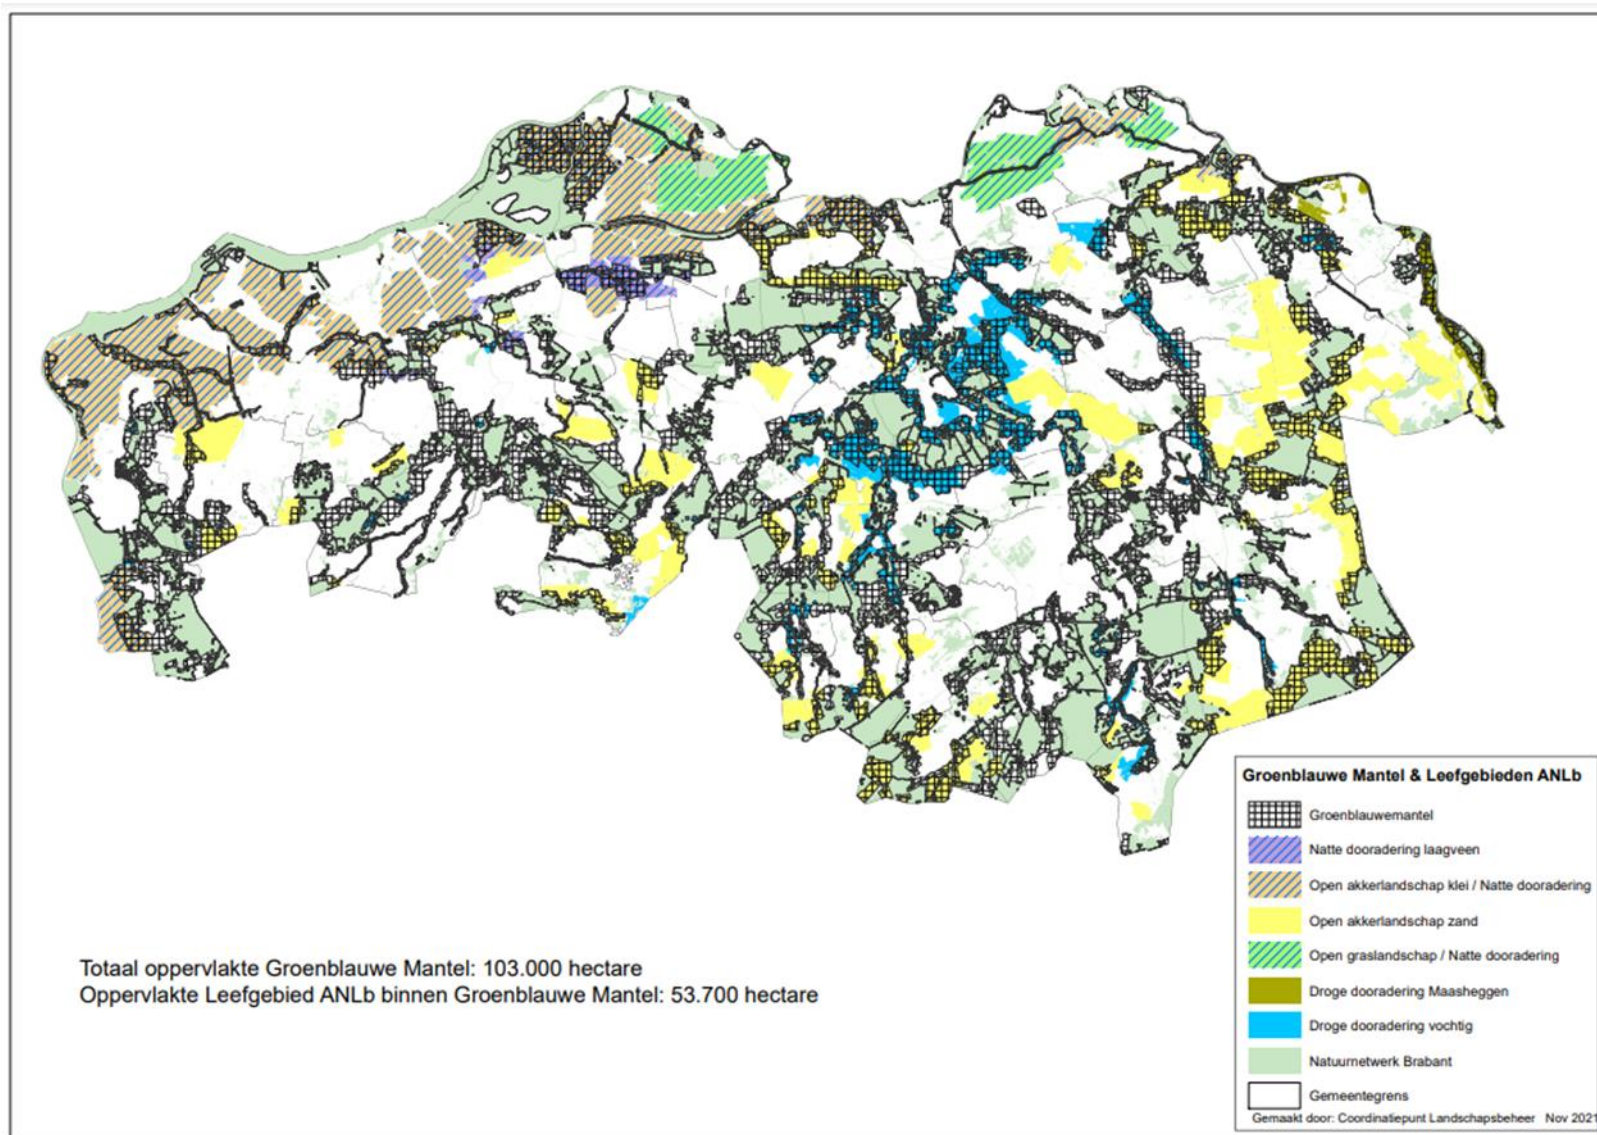 Totaal oppervlakte Groenblauwe Mantel: 103.000 hectare
Oppervlakte Leefgebied ANLb binnen Groenblauwe Mantel: 53.700 hectare
Groenblauwe Mantel & Leefgebieden ANLb
Groenblauwemantel
Natte dooradering laagveen
Open akkerlandschap klei / Natte dooradering
Open akkerlandschap zand
Open graslandschap / Natte dooradering
Droge dooradering Maasheggen
Droge dooradering vochtig
Natuurnetwerk Brabant
Gemeentegrens
Gemaakt door: Coordinatiepunt Landschapsbeheer Nov 2021